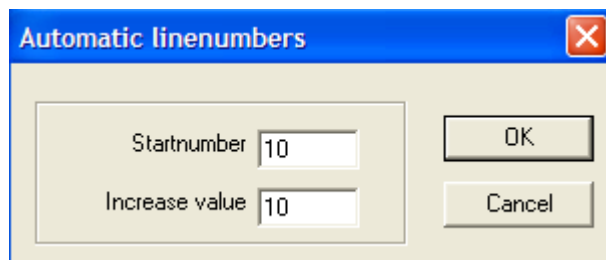 Automatic linenumbers
Startnumber 10
Increase value 10
OK
Cancel